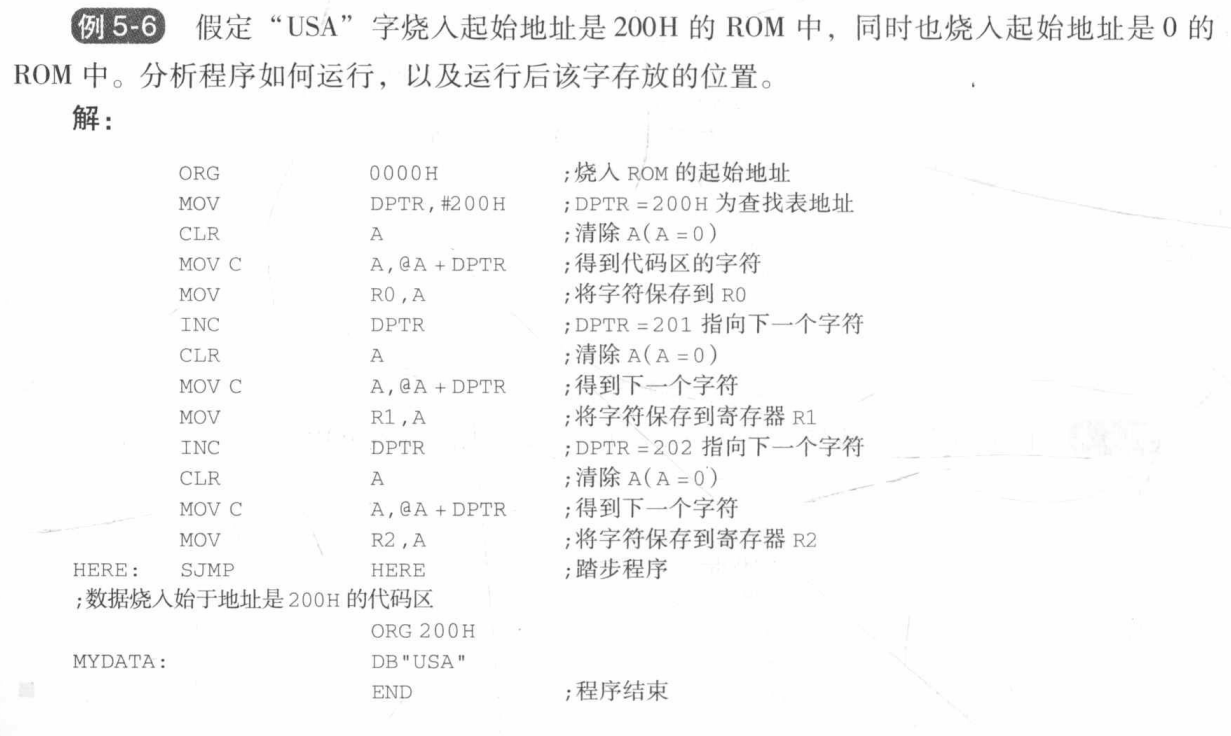 例 5-6 假定“USA”字烧入起始地址是 200H 的 ROM 中，同时也烧入起始地址是 0 的
ROM 中。分析程序如何运行，以及运行后该字存放的位置。
解：
ORG 0000H ;烧入 ROM 的起始地址
MOV DPTR,#200H ;DPTR=200H 为查找表地址
CLR A ;清除 A(A=0)
MOV C A,@A+DPTR ;得到代码区的字符
MOV R0,A ;将字符保存到 R0
INC DPTR ;DPTR=201 指向下一个字符
CLR A ;清除 A(A=0)
MOV C A,@A+DPTR ;得到下一个字符
MOV R1,A ;将字符保存到寄存器 R1
INC DPTR ;DPTR=202 指向下一个字符
CLR A ;清除 A(A=0)
MOV C A,@A+DPTR ;得到下一个字符
MOV R2,A ;将字符保存到寄存器 R2
HERE: SJMP HERE ;踏步程序
;数据烧入始于地址是 200H 的代码区
ORG 200H
MYDATA: DB"USA"
END ;程序结束